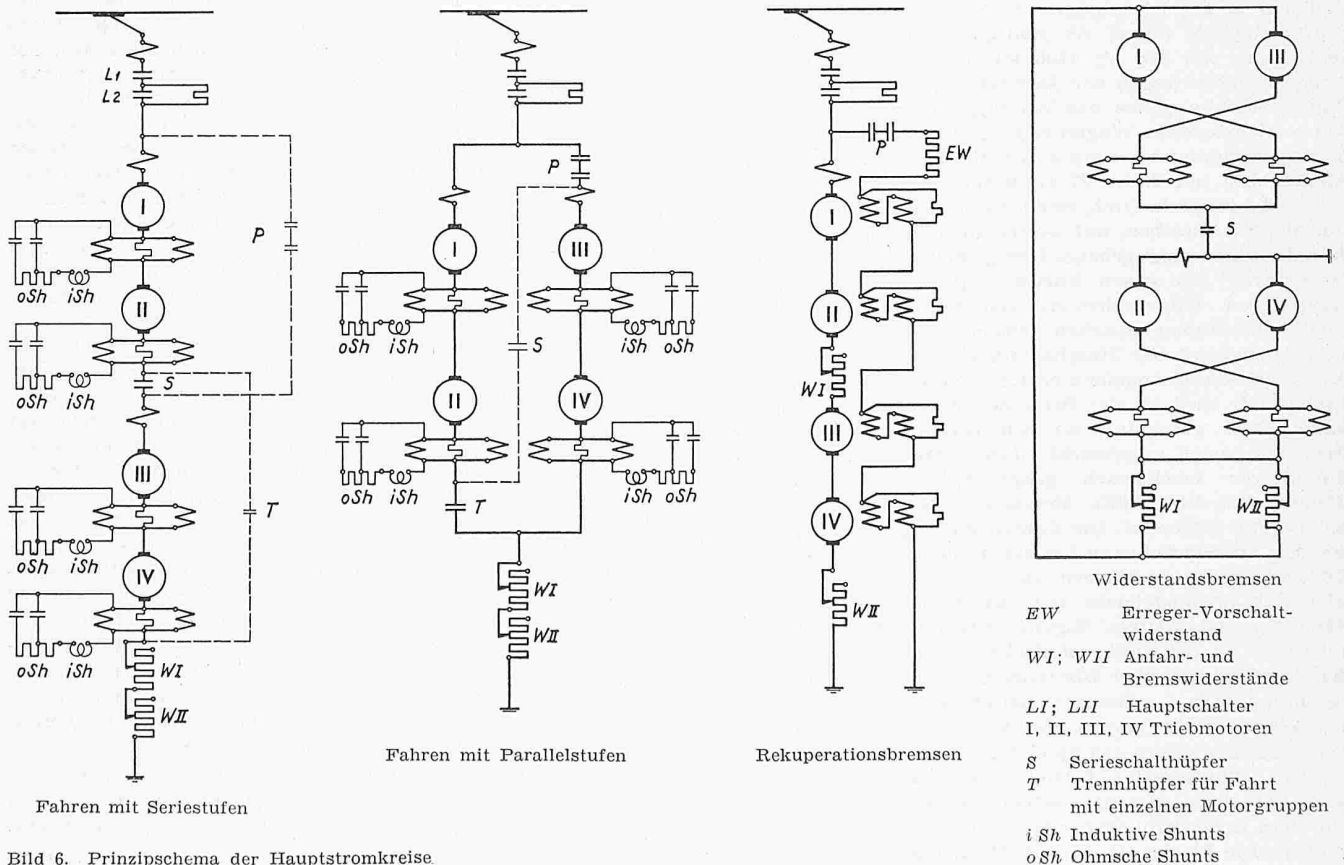 L1
L2
I
oSh iSh
II
oSh iSh
P
S
III
oSh iSh
T
IV
oSh iSh
WI
WII
Fahren mit Seriestufen
P
I
III
oSh iSh
iSh oSh
S
II
IV
oSh iSh
iSh oSh
T
WI
WII
Fahren mit Parallelstufen
P
EW
I
II
WI
III
IV
WII
Rekuperationsbremsen
I
III
S
II
IV
WI
WII
Widerstandsbremsen
EW Erreger-Vorschalt-
widerstand
WI; WII Anfahr- und
Bremswiderstände
LI; LII Hauptschalter
I, II, III, IV Triebmotoren
S Serieschalthüpfer
T Trennhüpfer für Fahrt
mit einzelnen Motorgruppen
i Sh Induktive Shunts
o Sh Ohmsche Shunts
Bild 6. Prinzipschema der Hauptstromkreise